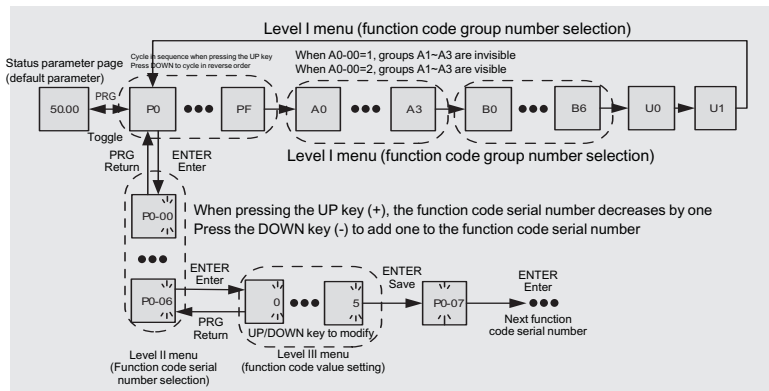 Level I menu (function code group number selection)
Status parameter page
(default parameter)
Cycle in sequence when pressing the UP key
Press DOWN to cycle in reverse order
When A0-00=1, groups A1~A3 are invisible
When A0-00=2, groups A1~A3 are visible
50.00
PRG
Toggle
P0
PF
A0
A3
B0
B6
U0
U1
Level I menu (function code group number selection)
PRG
Return
ENTER
Enter
P0-00
When pressing the UP key (+), the function code serial number decreases by one
Press the DOWN key (-) to add one to the function code serial number
P0-06
ENTER
Enter
PRG
Return
0
5
UP/DOWN key to modify
ENTER
Save
P0-07
ENTER
Enter
Next function
code serial number
Level II menu
(Function code serial
number selection)
Level III menu
(function code value setting)